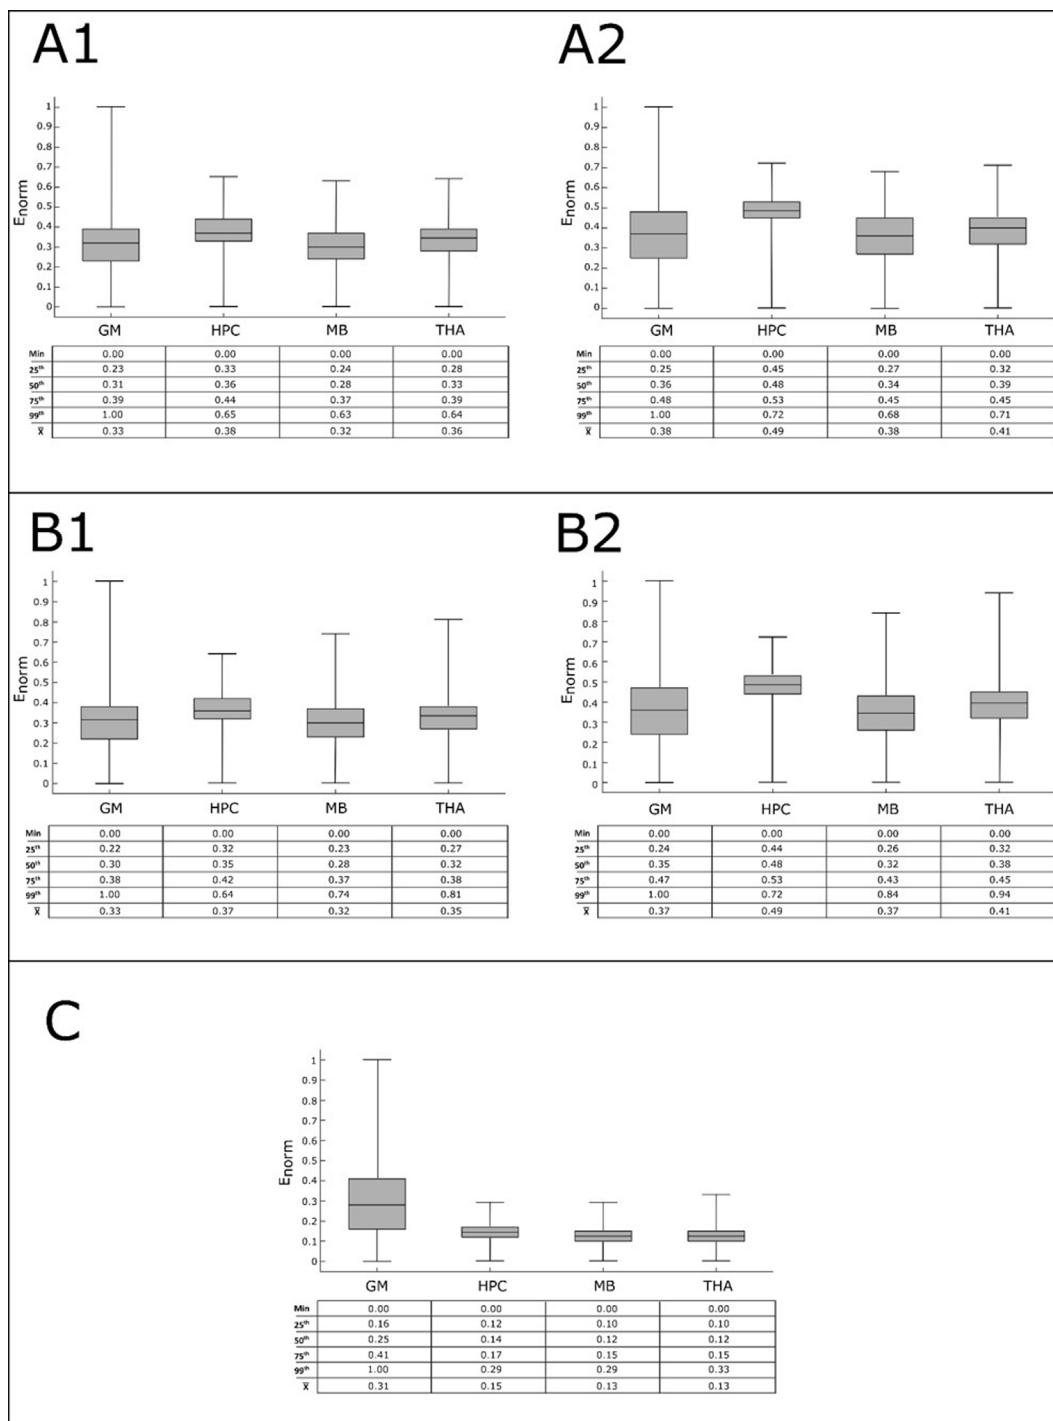 A1
Enorm
1
0.9
0.8
0.7
0.6
0.5
0.4
0.3
0.2
0.1
0
GM HPC MB THA
Min 0.00 0.00 0.00 0.00
25th 0.23 0.33 0.24 0.28
50th 0.31 0.36 0.28 0.33
75th 0.39 0.44 0.37 0.39
99th 1.00 0.65 0.63 0.64
x̅ 0.33 0.38 0.32 0.36
A2
Enorm
1
0.9
0.8
0.7
0.6
0.5
0.4
0.3
0.2
0.1
0
GM HPC MB THA
Min 0.00 0.00 0.00 0.00
25th 0.25 0.45 0.27 0.32
50th 0.36 0.48 0.34 0.39
75th 0.48 0.53 0.45 0.45
99th 1.00 0.72 0.68 0.71
x̅ 0.38 0.49 0.38 0.41
B1
Enorm
1
0.9
0.8
0.7
0.6
0.5
0.4
0.3
0.2
0.1
0
GM HPC MB THA
Min 0.00 0.00 0.00 0.00
25th 0.22 0.32 0.23 0.27
50th 0.30 0.35 0.28 0.32
75th 0.38 0.42 0.37 0.38
99th 1.00 0.64 0.74 0.81
x̅ 0.33 0.37 0.32 0.35
B2
Enorm
1
0.9
0.8
0.7
0.6
0.5
0.4
0.3
0.2
0.1
0
GM HPC MB THA
Min 0.00 0.00 0.00 0.00
25th 0.24 0.44 0.26 0.32
50th 0.35 0.48 0.32 0.38
75th 0.47 0.53 0.43 0.45
99th 1.00 0.72 0.84 0.94
x̅ 0.37 0.49 0.37 0.41
C
Enorm
1
0.9
0.8
0.7
0.6
0.5
0.4
0.3
0.2
0.1
0
GM HPC MB THA
Min 0.00 0.00 0.00 0.00
25th 0.16 0.12 0.10 0.10
50th 0.25 0.14 0.12 0.12
75th 0.41 0.17 0.15 0.15
99th 1.00 0.29 0.29 0.33
x̅ 0.31 0.15 0.13 0.13